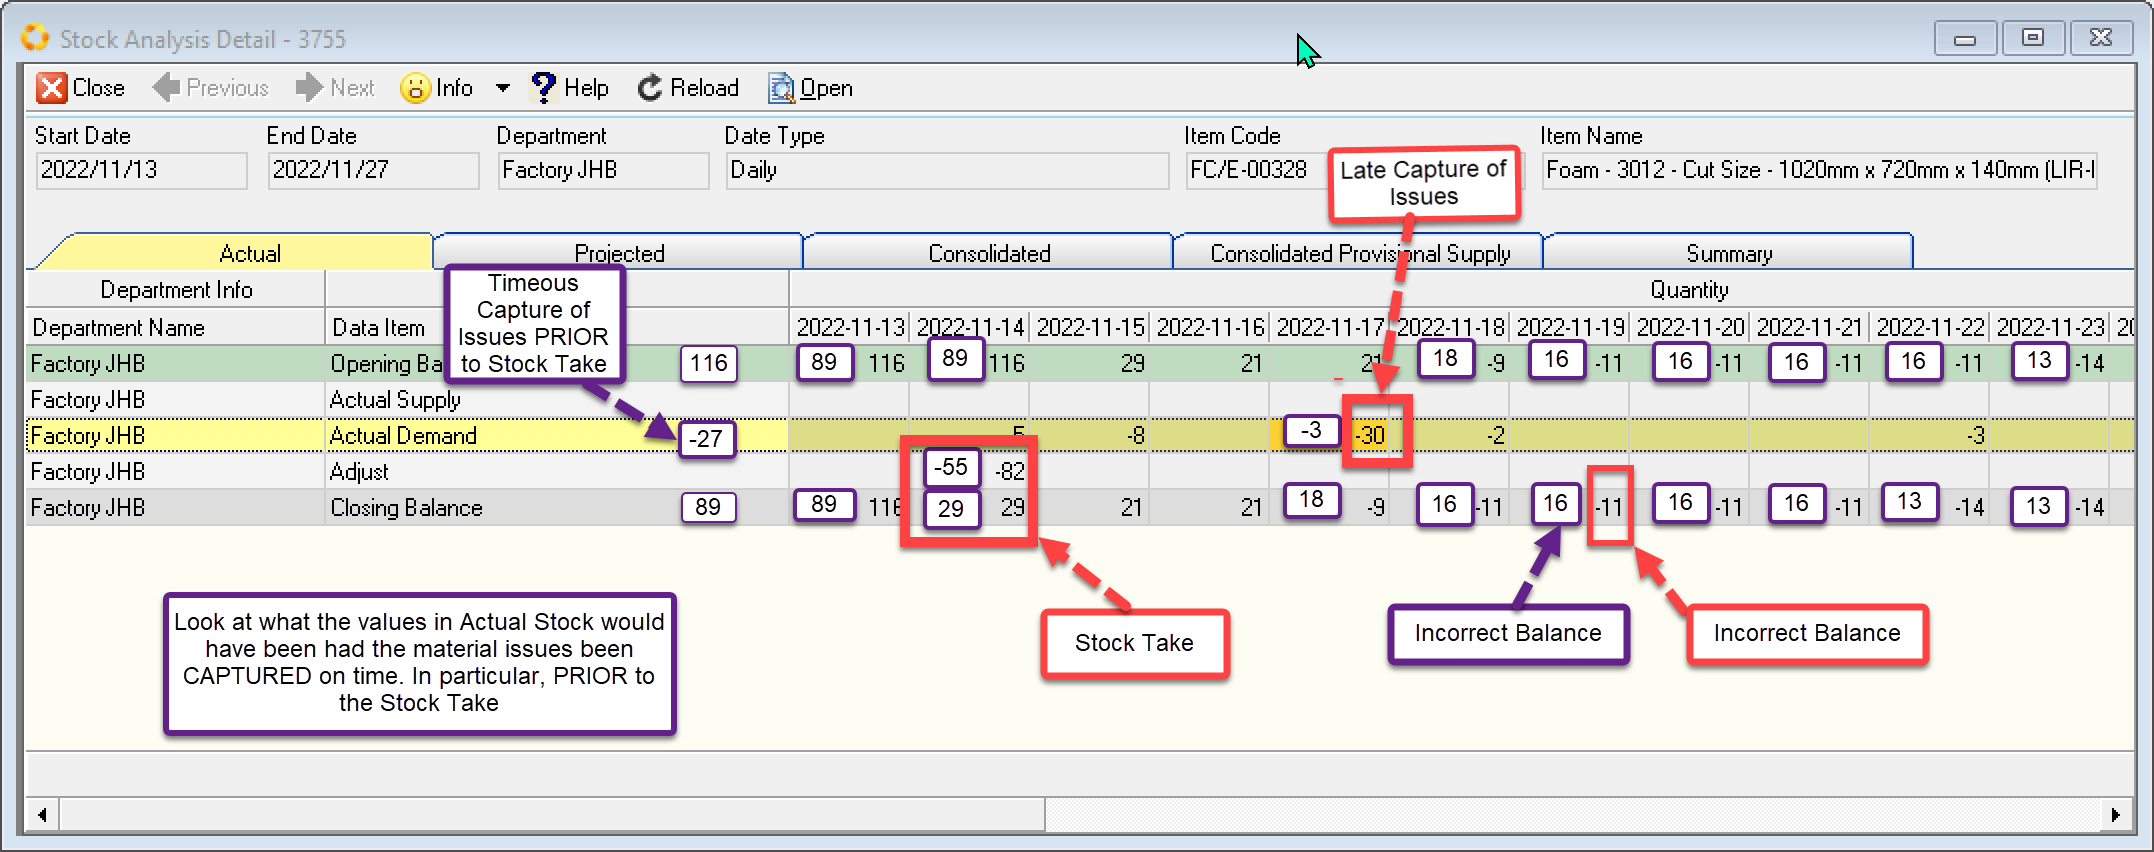 Stock Analysis Detail - 3755
Close Previous Next Info Help Reload Open
Start Date End Date Department Date Type Item Code Item Name
2022/11/13 2022/11/27 Factory JHB Daily FC/E-00328 Foam - 3012 - Cut Size - 1020mm x 720mm x 140mm (LIR-
Late Capture of
Issues
Actual Projected Consolidated Consolidated Provisional Supply Summary
Timeous
Capture of
Issues PRIOR
to Stock Take
Department Info Quantity
Department Name Data Item 2022-11-13 2022-11-14 2022-11-15 2022-11-16 2022-11-17 2022-11-18 2022-11-19 2022-11-20 2022-11-21 2022-11-22 2022-11-23 20
Factory JHB Opening Ba 116 89 116 89 116 29 21 21 18 -9 16 -11 16 -11 16 -11 16 -11 13 -14
Factory JHB Actual Supply
Factory JHB Actual Demand -27 -8 -3 -30 -2 -3
Factory JHB Adjust -55 -82
Factory JHB Closing Balance 89 89 116 29 29 21 21 18 -9 16 -11 16 -11 16 -11 16 -11 13 -14 13 -14
Look at what the values in Actual Stock would
have been had the material issues been
CAPTURED on time. In particular, PRIOR to
the Stock Take
Stock Take
Incorrect Balance
Incorrect Balance